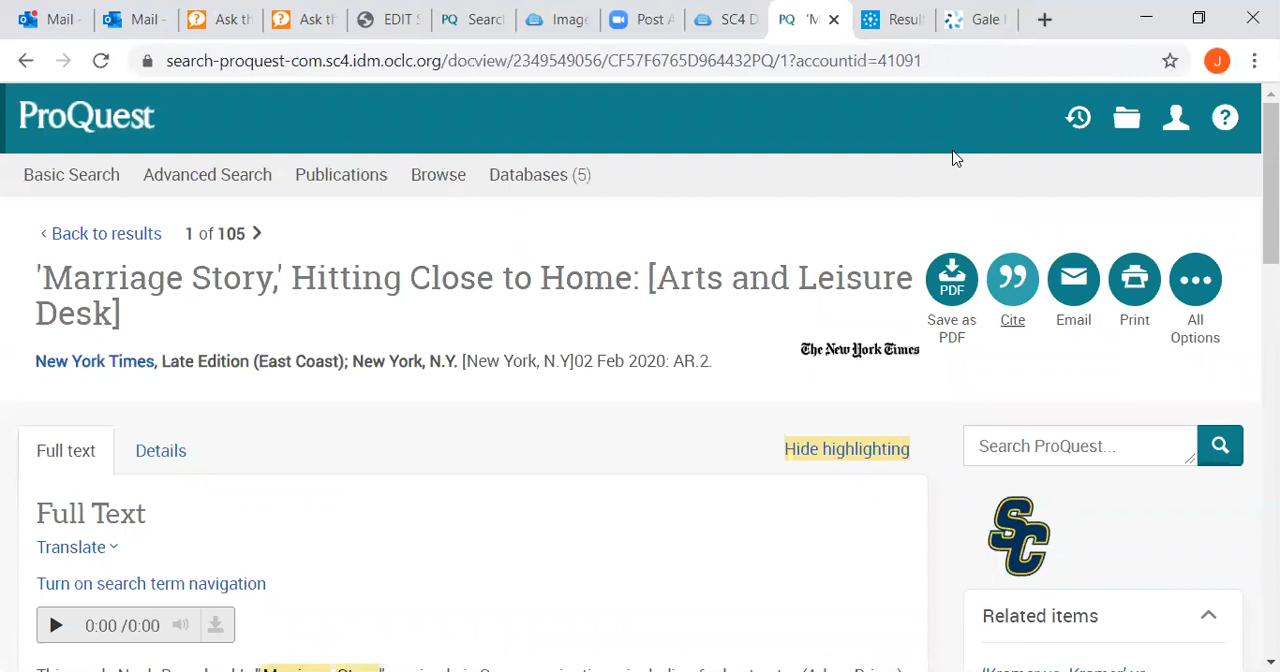 Mail -
Mail -
Ask th
Ask th
EDIT S
PQ Searc
Imag
Post A
SC4 D
PQ 'M
Resul
Gale
search-proquest-com.sc4.idm.oclc.org/docview/2349549056/CF57F6765D964432PQ/1?accountid=41091
J
ProQuest
?
Basic Search Advanced Search Publications Browse Databases (5)
‹ Back to results 1 of 105
'Marriage Story,' Hitting Close to Home: [Arts and Leisure
Desk]
New York Times, Late Edition (East Coast); New York, N.Y. [New York, N.Y]02 Feb 2020: AR.2.
The New York Times
PDF
Save as
PDF
Cite
Email
Print
All
Options
Full text
Details
Hide highlighting
Search ProQuest...
Full Text
Translate
Turn on search term navigation
0:00 /0:00
SC
Related items